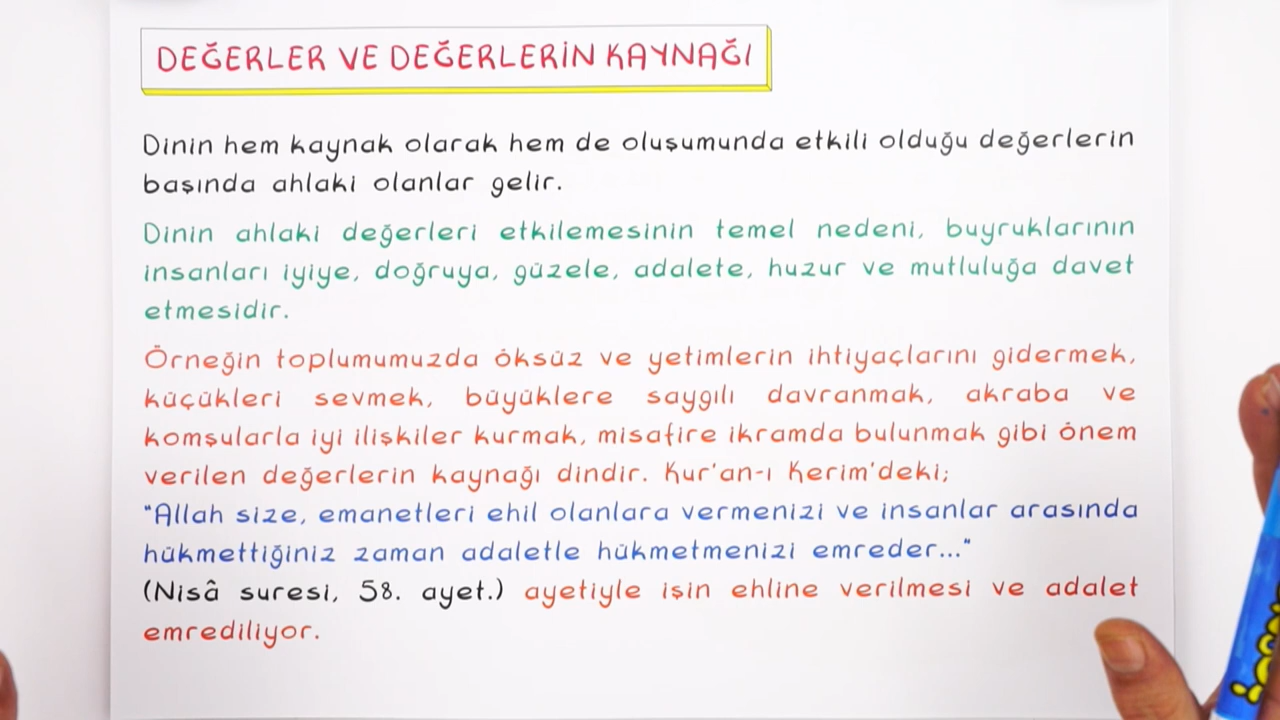 DEĞERLER VE DEĞERLERİN KAYNAĞI
Dinin hem kaynak olarak hem de oluşumunda etkili olduğu değerlerin
başında ahlaki olanlar gelir.
Dinin ahlaki değerleri etkilemesinin temel nedeni, buyruklarının
insanları iyiye, doğruya, güzele, adalete, huzur ve mutluluğa davet
etmesidir.
Örneğin toplumumuzda öksüz ve yetimlerin ihtiyaçlarını gidermek,
küçükleri sevmek, büyüklere saygılı davranmak, akraba ve
komşularla iyi ilişkiler kurmak, misafire ikramda bulunmak gibi önem
verilen değerlerin kaynağı dindir. Kur'an-ı Kerim'deki;
"Allah size, emanetleri ehil olanlara vermenizi ve insanlar arasında
hükmettiğiniz zaman adaletle hükmetmenizi emreder..."
(Nisâ suresi, 58. ayet.) ayetiyle işin ehline verilmesi ve adalet
emrediliyor.